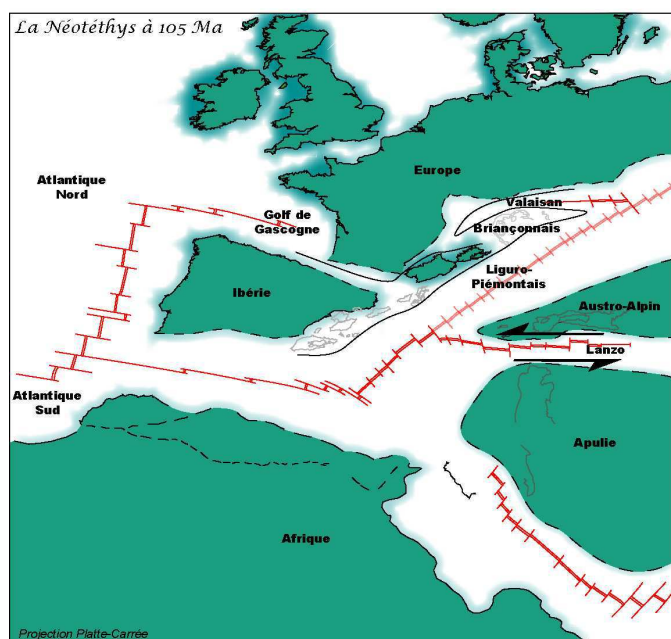 La Néotéthys à 105 Ma
Europe
Atlantique
Nord
Valaisan
Golf de
Gascogne
Briançonnais
Liguro-
Piémontais
Ibérie
Austro-Alpin
Lanzo
Atlantique
Sud
Apulie
Afrique
Projection Platte-Carrée